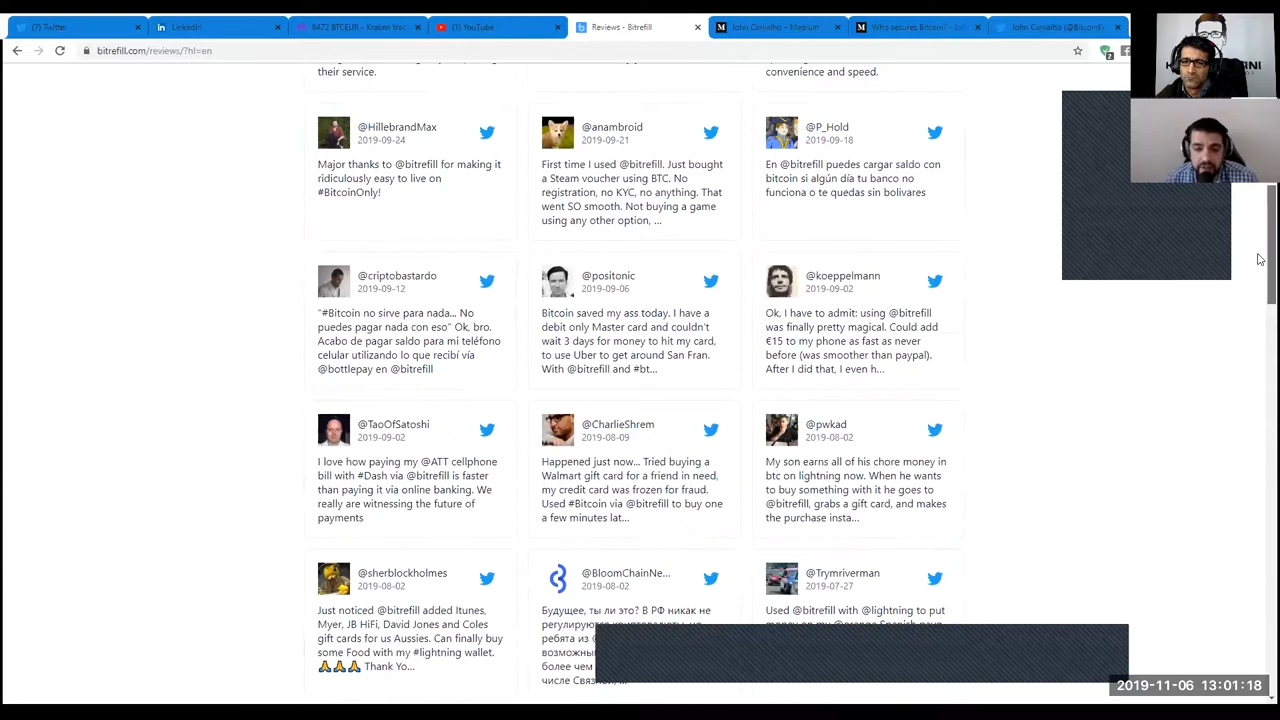 (7) Twitter
LinkedIn
8472 BTCEUR - Kraken trac
(1) YouTube
Reviews - Bitrefill
John Carvalho – Medium
Who secures Bitcoin? - Joh
John Carvalho (@BitcoinEr
bitrefill.com/reviews/?hl=en
their service.
convenience and speed.
@HillebrandMax
2019-09-24
Major thanks to @bitrefill for making it
ridiculously easy to live on
#BitcoinOnly!
@anambroid
2019-09-21
First time I used @bitrefill. Just bought
a Steam voucher using BTC. No
registration, no KYC, no anything. That
went SO smooth. Not buying a game
using any other option, ...
@P_Hold
2019-09-18
En @bitrefill puedes cargar saldo con
bitcoin si algún día tu banco no
funciona o te quedas sin bolivares
@criptobastardo
2019-09-12
"#Bitcoin no sirve para nada... No
puedes pagar nada con eso" Ok, bro.
Acabo de pagar saldo para mi teléfono
celular utilizando lo que recibí vía
@bottlepay en @bitrefill
@positonic
2019-09-06
Bitcoin saved my ass today. I have a
debit only Master card and couldn't
wait 3 days for money to hit my card,
to use Uber to get around San Fran.
With @bitrefill and #bt...
@koeppelmann
2019-09-02
Ok, I have to admit: using @bitrefill
was finally pretty magical. Could add
€15 to my phone as fast as never
before (was smoother than paypal).
After I did that, I even h...
@TaoOfSatoshi
2019-09-02
I love how paying my @ATT cellphone
bill with #Dash via @bitrefill is faster
than paying it via online banking. We
really are witnessing the future of
payments
@CharlieShrem
2019-08-09
Happened just now... Tried buying a
Walmart gift card for a friend in need,
my credit card was frozen for fraud.
Used #Bitcoin via @bitrefill to buy one
a few minutes lat...
@pwkad
2019-08-02
My son earns all of his chore money in
btc on lightning now. When he wants
to buy something with it he goes to
@bitrefill, grabs a gift card, and makes
the purchase insta...
@sherblockholmes
2019-08-02
Just noticed @bitrefill added Itunes,
Myer, JB HiFi, David Jones and Coles
gift cards for us Aussies. Can finally buy
some Food with my #lightning wallet.
🙏🙏🙏 Thank Yo...
@BloomChainNe...
2019-08-02
Будущее, ты ли это? В РФ никак не
ребята из
более чем
числе
@Trymriverman
2019-07-27
Used @bitrefill with @lightning to put
2019-11-06 13:01:18